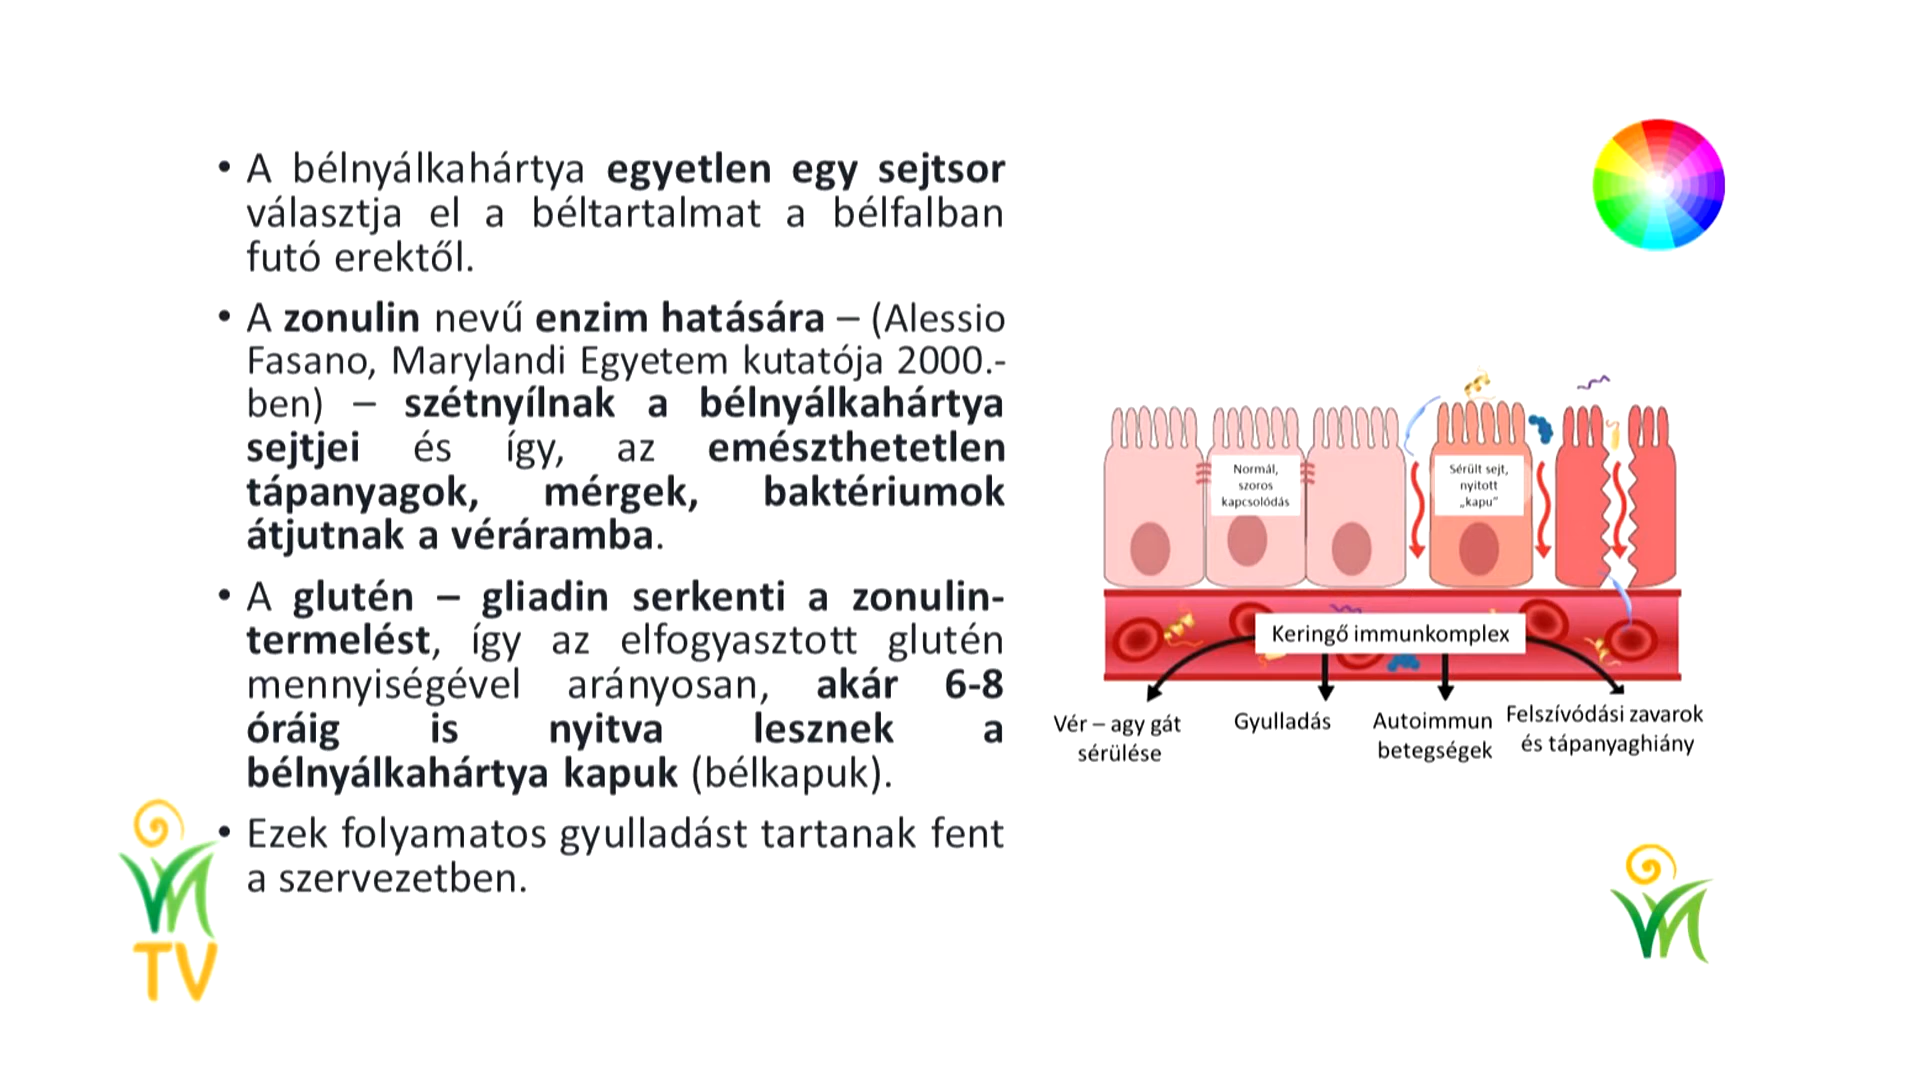 • A bélnyálkahártya egyetlen egy sejtsor
választja el a béltartalmat a bélfalban
futó erektől.
• A zonulin nevű enzim hatására – (Alessio
Fasano, Marylandi Egyetem kutatója 2000.-
ben) – szétnyílnak a bélnyálkahártya
sejtjei és így, az emészthetetlen
tápanyagok, mérgek, baktériumok
átjutnak a véráramba.
• A glutén – gliadin serkenti a zonulin-
termelést, így az elfogyasztott glutén
mennyiségével arányosan, akár 6-8
óráig is nyitva lesznek a
bélnyálkahártya kapuk (bélkapuk).
• Ezek folyamatos gyulladást tartanak fent
a szervezetben.
Normál,
szoros
kapcsolódás
Sérült sejt,
nyitott
„kapu”
Keringő immunkomplex
Vér – agy gát
sérülése
Gyulladás
Autoimmun
betegségek
Felszívódási zavarok
és tápanyaghiány
TV